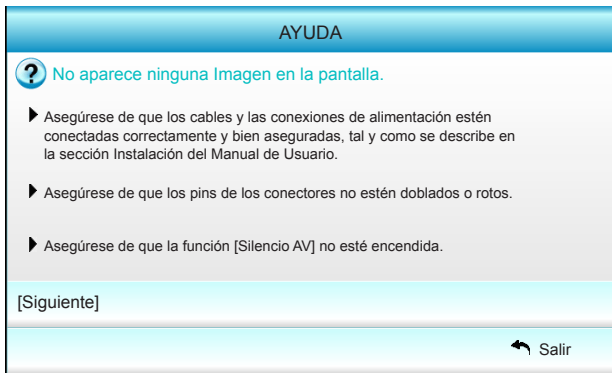 AYUDA
? No aparece ninguna Imagen en la pantalla.
Asegúrese de que los cables y las conexiones de alimentación estén
conectadas correctamente y bien aseguradas, tal y como se describe en
la sección Instalación del Manual de Usuario.
Asegúrese de que los pins de los conectores no estén doblados o rotos.
Asegúrese de que la función [Silencio AV] no esté encendida.
[Siguiente]
Salir